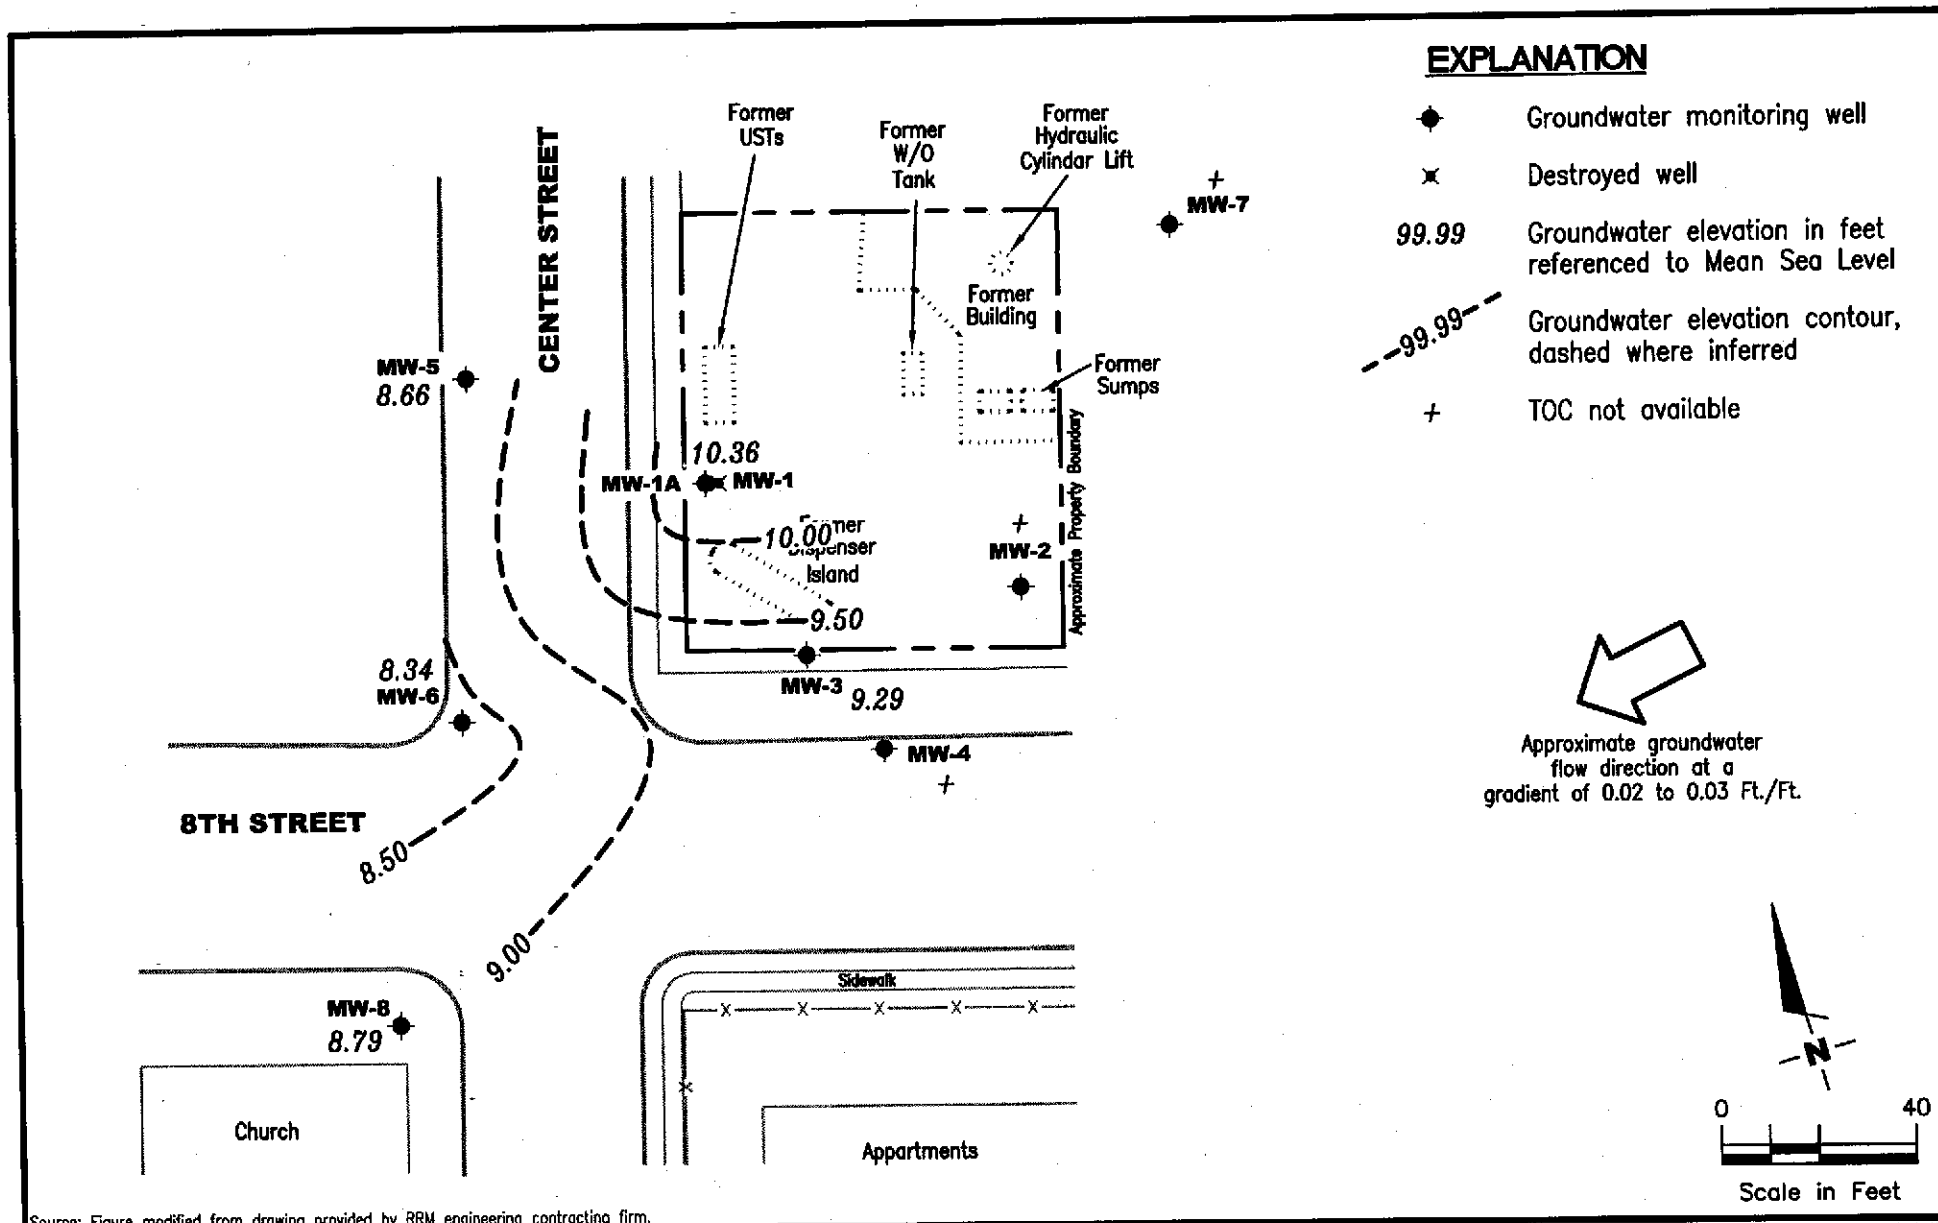 EXPLANATION
Groundwater monitoring well
Destroyed well
99.99
Groundwater elevation in feet
referenced to Mean Sea Level
99.99
Groundwater elevation contour,
dashed where inferred
TOC not available
Former
USTs
Former
W/O
Tank
Former
Hydraulic
Cylindar Lift
MW-7
CENTER STREET
Former
Building
Former
Sumps
MW-5
8.66
10.36
MW-1A
MW-1
Approximate Property Boundary
10.00
Dispenser
Island
MW-2
9.50
8.34
MW-6
MW-3
9.29
MW-4
Approximate groundwater
flow direction at a
gradient of 0.02 to 0.03 Ft./Ft.
8TH STREET
8.50
9.00
Sidewalk
MW-8
8.79
Church
Appartments
N
0 40
Scale in Feet
Source: Figure modified from drawing provided by RRM engineering contracting firm.